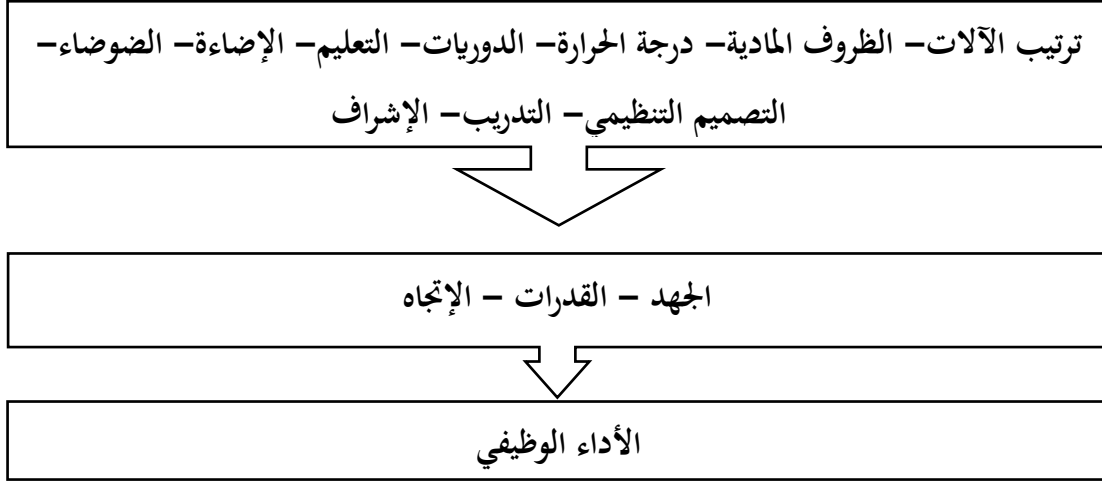 ترتيب الآلات– الظروف المادية– درجة الحرارة– الدوريات– التعليم– الإضاءة– الضوضاء–
التصميم التنظيمي– التدريب– الإشراف
الجهد – القدرات – الإتجاه
الأداء الوظيفي